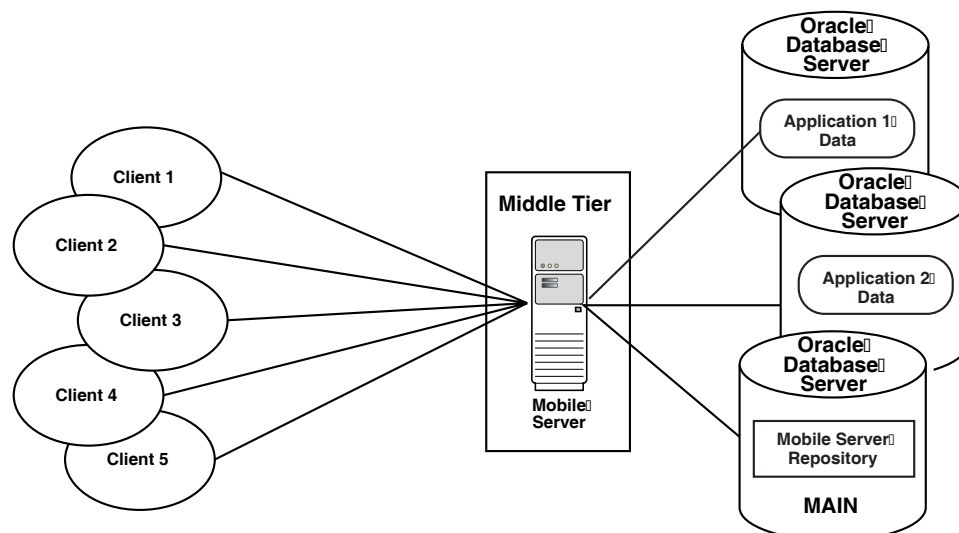 Client 1
Client 2
Client 3
Client 4
Client 5
Middle Tier
Mobile
Server
Oracle
Database
Server
Application 1
Data
Oracle
Database
Server
Application 2
Data
Oracle
Database
Server
Mobile Server
Repository
MAIN